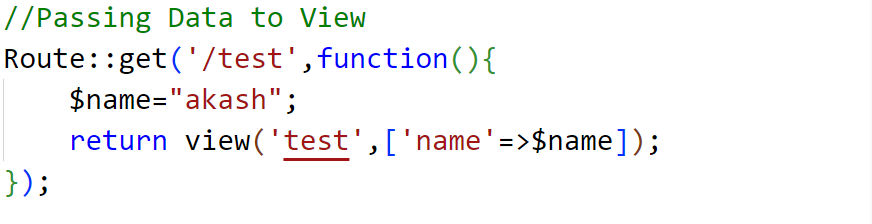 //Passing Data to View
Route::get('/test',function(){
    $name="akash";
    return view('test',['name'=>$name]);
});